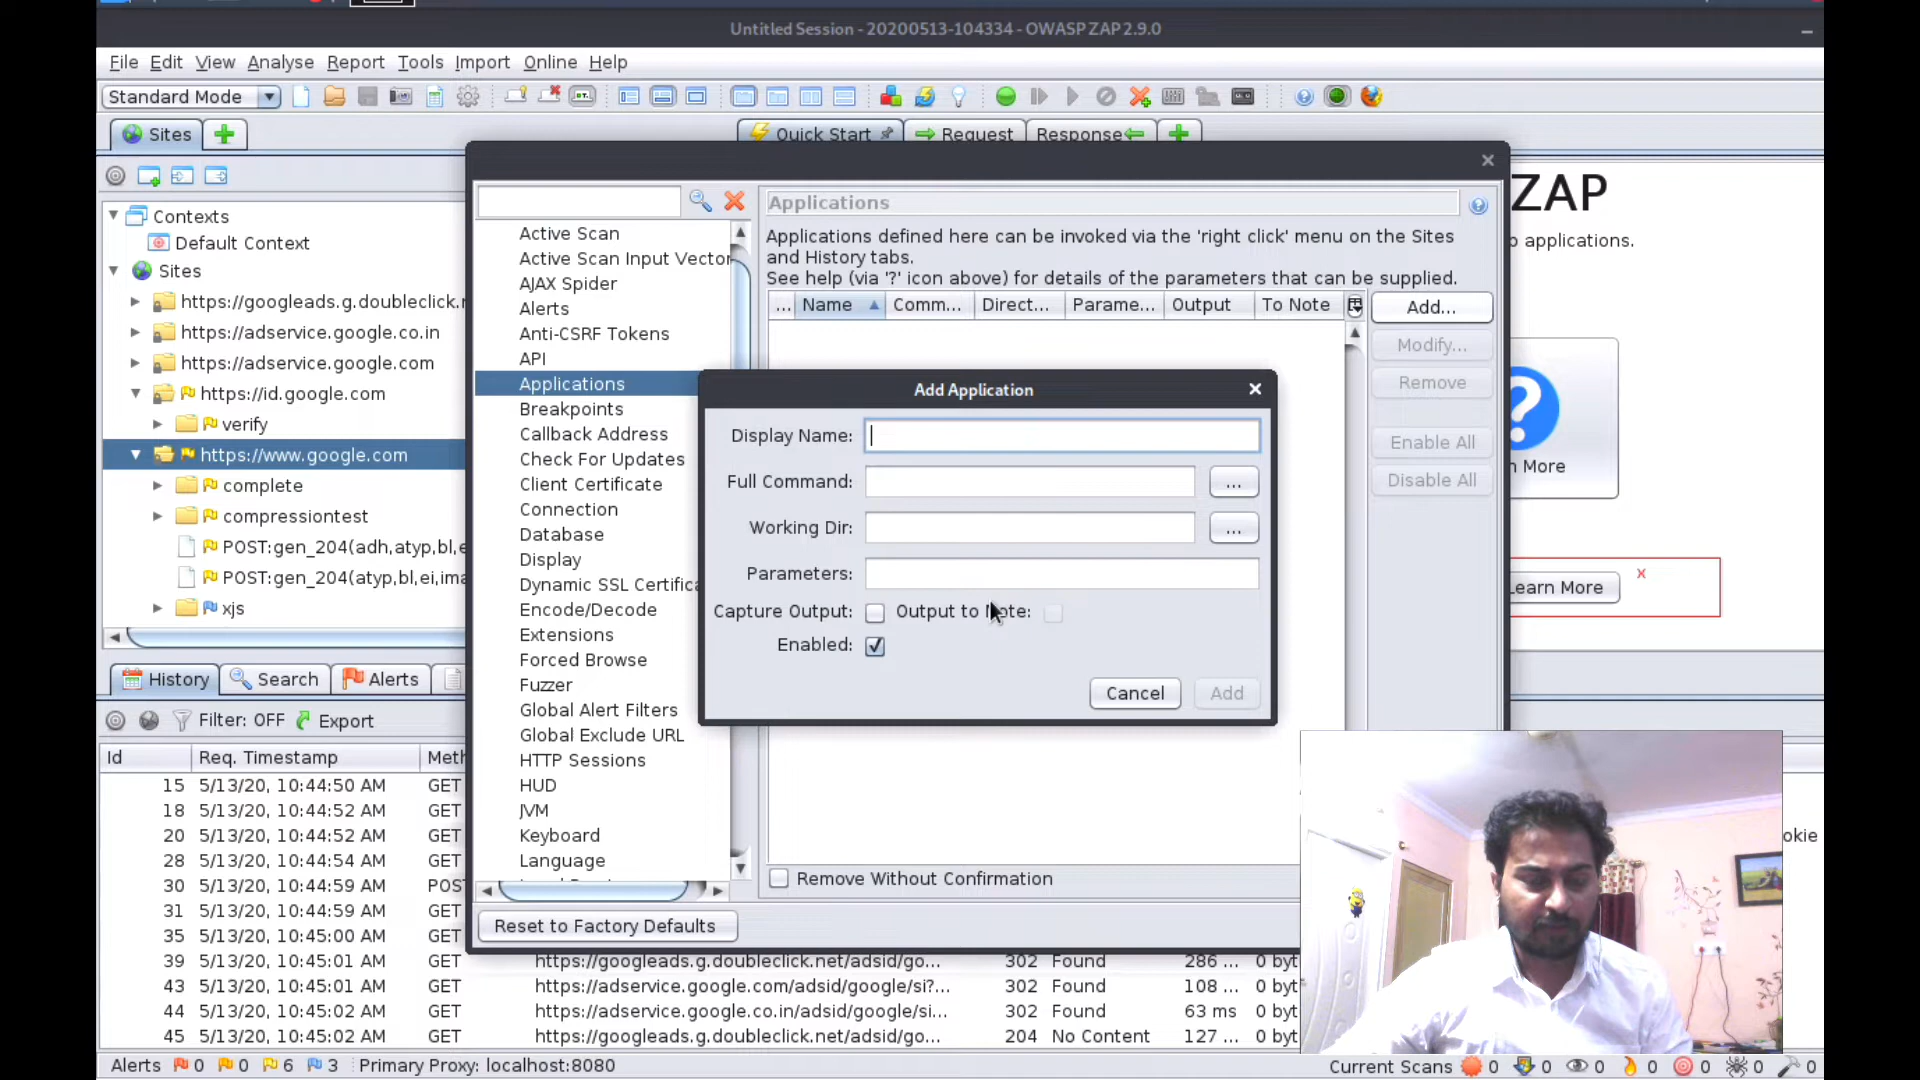 Untitled Session - 20200513-104334 - OWASP ZAP 2.9.0
File Edit View Analyse Report Tools Import Online Help
Standard Mode
Sites
Quick Start Request Response
Contexts
Default Context
Sites
https://googleads.g.doubleclick.
https://adservice.google.co.in
https://adservice.google.com
https://id.google.com
verify
https://www.google.com
complete
compressiontest
POST:gen_204(adh,atyp,bl,e
POST:gen_204(atyp,bl,ei,ima
xjs
Active Scan
Active Scan Input Vector
AJAX Spider
Alerts
Anti-CSRF Tokens
API
Applications
Breakpoints
Callback Address
Check For Updates
Client Certificate
Connection
Database
Display
Dynamic SSL Certifica
Encode/Decode
Extensions
Forced Browse
Fuzzer
Global Alert Filters
Global Exclude URL
HTTP Sessions
HUD
JVM
Keyboard
Language
Reset to Factory Defaults
Applications
Applications defined here can be invoked via the 'right click' menu on the Sites
and History tabs.
See help (via '?' icon above) for details of the parameters that can be supplied.
... Name Comm... Direct... Parame... Output To Note
Add...
Modify...
Remove
Enable All
Disable All
Remove Without Confirmation
Add Application
Display Name:
Full Command: ...
Working Dir: ...
Parameters:
Capture Output: Output to Note:
Enabled:
Cancel Add
ZAP
o applications.
n More
Learn More X
History Search Alerts
Filter: OFF Export
Id Req. Timestamp Meth
15 5/13/20, 10:44:50 AM GET
18 5/13/20, 10:44:52 AM GET
20 5/13/20, 10:44:52 AM GET
28 5/13/20, 10:44:54 AM GET
30 5/13/20, 10:44:59 AM POS
31 5/13/20, 10:44:59 AM GET
35 5/13/20, 10:45:00 AM GET
39 5/13/20, 10:45:01 AM GET https://googleads.g.doubleclick.net/adsid/go... 302 Found 286 ... 0 byt
43 5/13/20, 10:45:01 AM GET https://adservice.google.com/adsid/google/si?... 302 Found 108 ... 0 byt
44 5/13/20, 10:45:02 AM GET https://adservice.google.co.in/adsid/google/si... 302 Found 63 ms 0 byt
45 5/13/20, 10:45:02 AM GET https://googleads.g.doubleclick.net/adsid/go... 204 No Content 127 ... 0 byt
okie
Alerts 0 0 6 3 Primary Proxy: localhost:8080
Current Scans 0 0 0 0 0 0 0